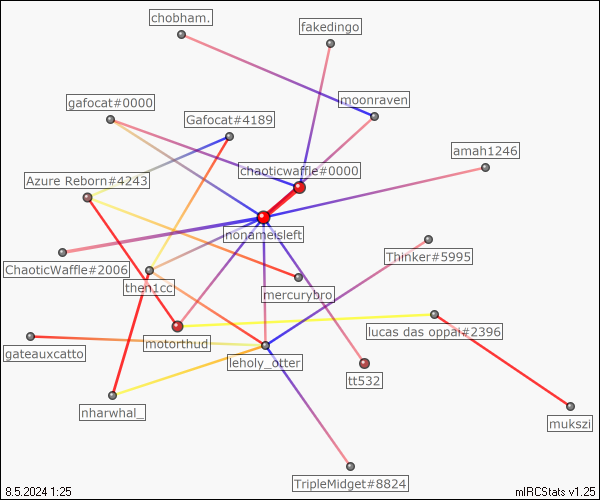 chobham.
fakedingo
moonraven
gafocat#0000
Gafocat#4189
amah1246
chaoticwaffle#0000
Azure Reborn#4243
nonameisleft
Thinker#5995
ChaoticWaffle#2006
then1cc
mercurybro
lucas das oppai#2396
motorthud
gateauxcatto
leholy_otter
tt532
nharwhal_
mukszi
TripleMidget#8824
8.5.2024 1:25
mIRCStats v1.25